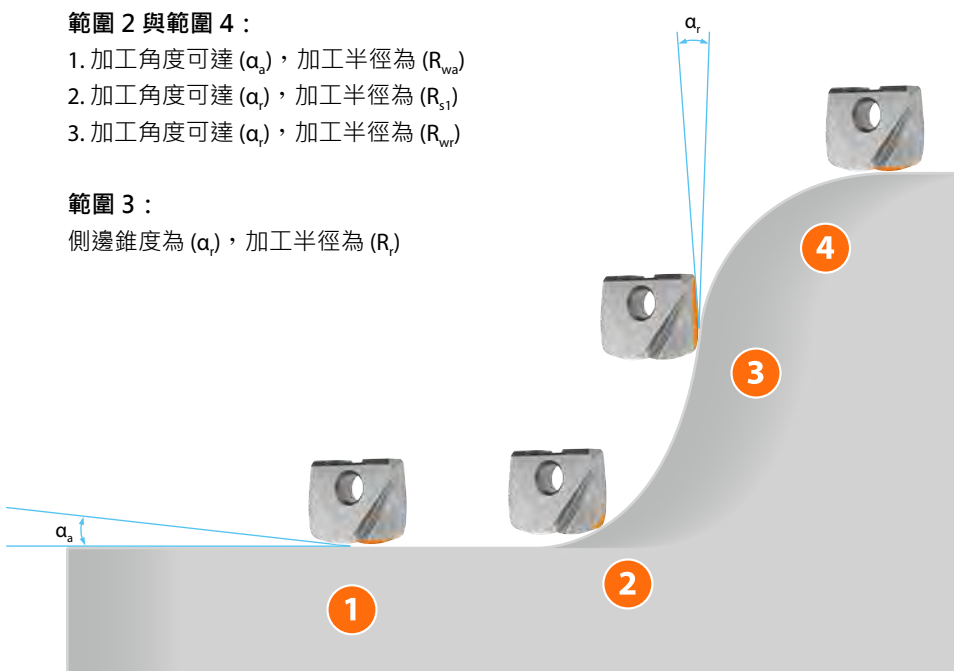 範圍 2 與範圍 4：
1. 加工角度可達 (αₐ)，加工半徑為 (Rwa)
2. 加工角度可達 (αᵣ)，加工半徑為 (Rs1)
3. 加工角度可達 (αᵣ)，加工半徑為 (Rwr)
範圍 3：
側邊錐度為 (αᵣ)，加工半徑為 (Rᵣ)
αᵣ
4
3
αₐ
2
1